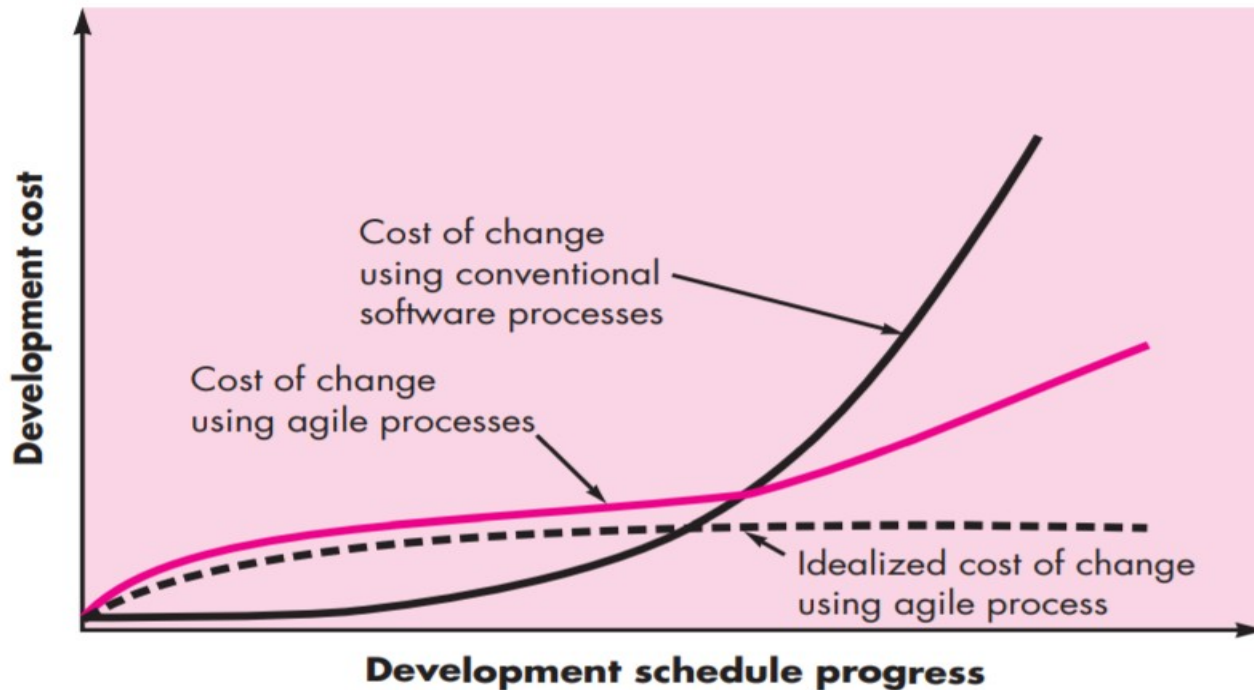 Development cost
Cost of change
using conventional
software processes
Cost of change
using agile processes
Idealized cost of change
using agile process
Development schedule progress